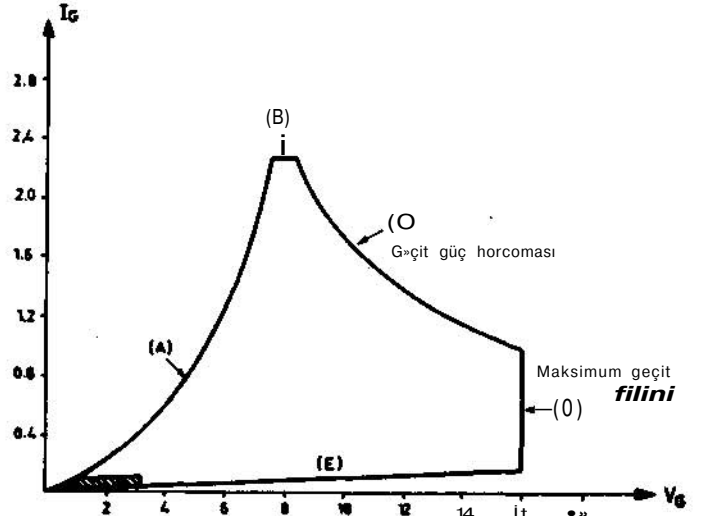 IG
2.8
(B)
2,4
2.0
(O
G»çit güç horcoması
1.6
1.2
(A)
0.8
Maksimum geçit
filini
(0)
0.4
(E)
2 4 6 8 10 12 14 İt
VG